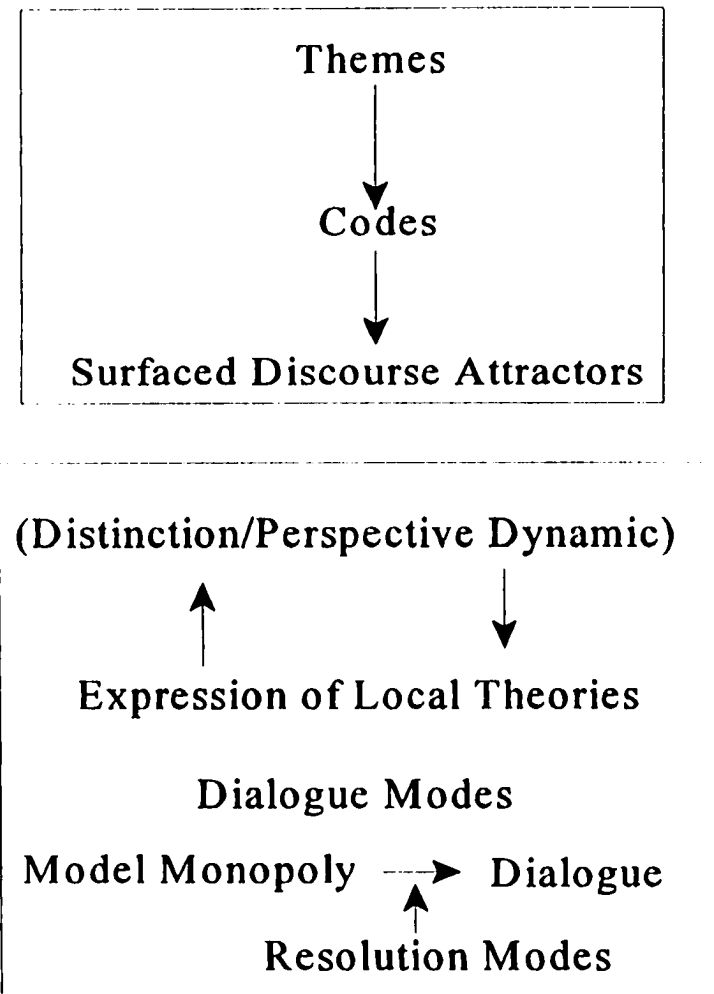 Themes
Codes
Surfaced Discourse Attractors
(Distinction/Perspective Dynamic)
Expression of Local Theories
Dialogue Modes
Model Monopoly Dialogue
Resolution Modes